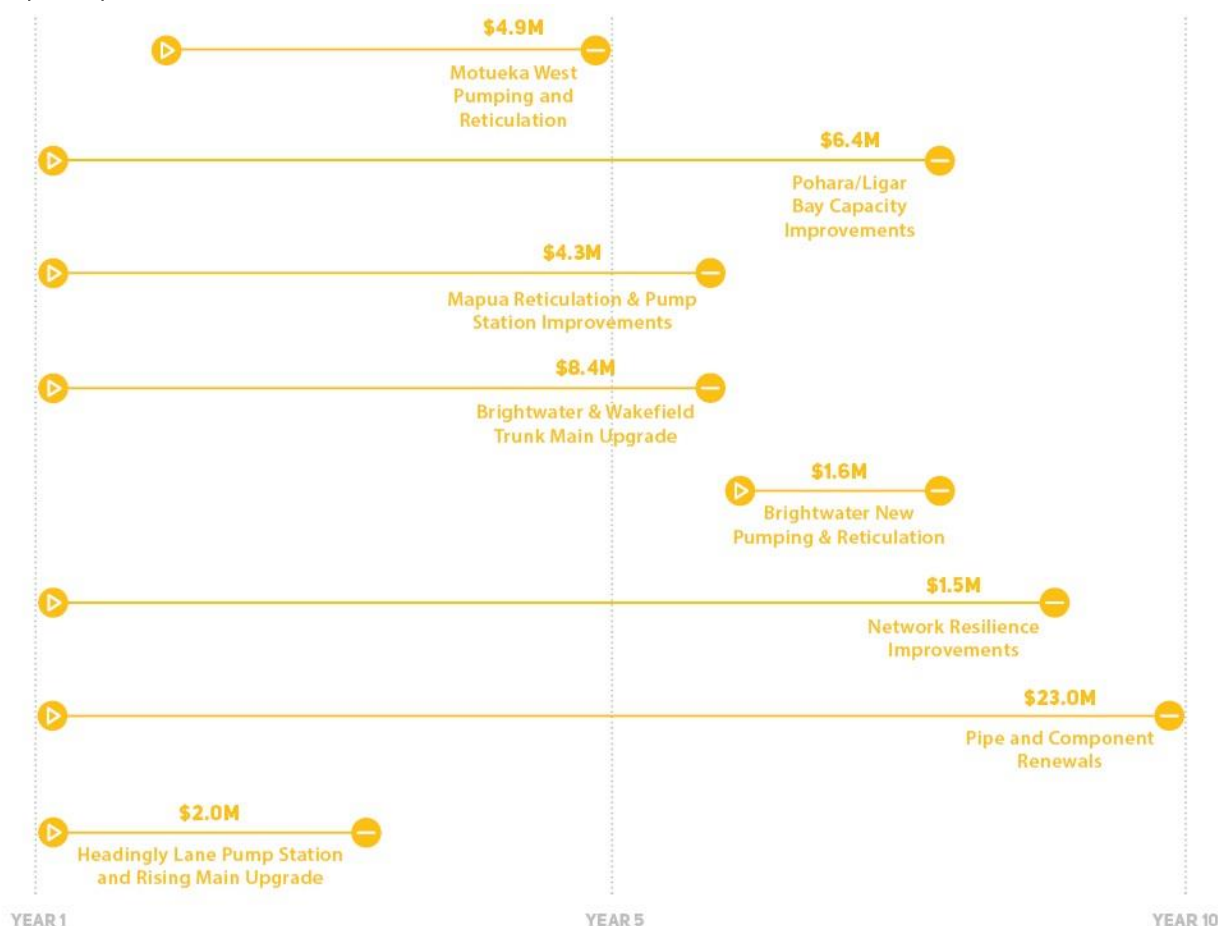 $4.9M
Motueka West
Pumping and
Reticulation
$6.4M
Pohara/Ligar
Bay Capacity
Improvements
$4.3M
Mapua Reticulation & Pump
Station Improvements
$8.4M
Brightwater & Wakefield
Trunk Main Upgrade
$1.6M
Brightwater New
Pumping & Reticulation
$1.5M
Network Resilience
Improvements
$23.0M
Pipe and Component
Renewals
$2.0M
Headingly Lane Pump Station
and Rising Main Upgrade
YEAR 1
YEAR 5
YEAR 10